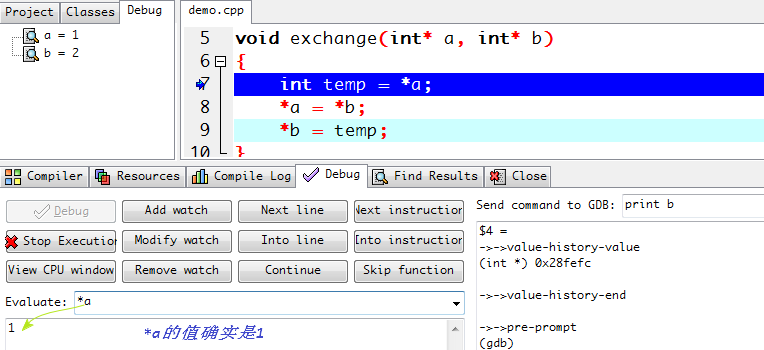 Project Classes Debug
a = 1
b = 2
demo.cpp
5 void exchange(int* a, int* b)
6 {
7 int temp = *a;
8 *a = *b;
9 *b = temp;
10 }
Compiler Resources Compile Log Debug Find Results Close
Debug Add watch Next line Next instruction
Stop Execution Modify watch Into line Into instruction
View CPU window Remove watch Continue Skip function
Evaluate: *a
1
*a的值确实是1
Send command to GDB: print b
$4 =
->->value-history-value
(int *) 0x28fefc
->->value-history-end
->->pre-prompt
(gdb)